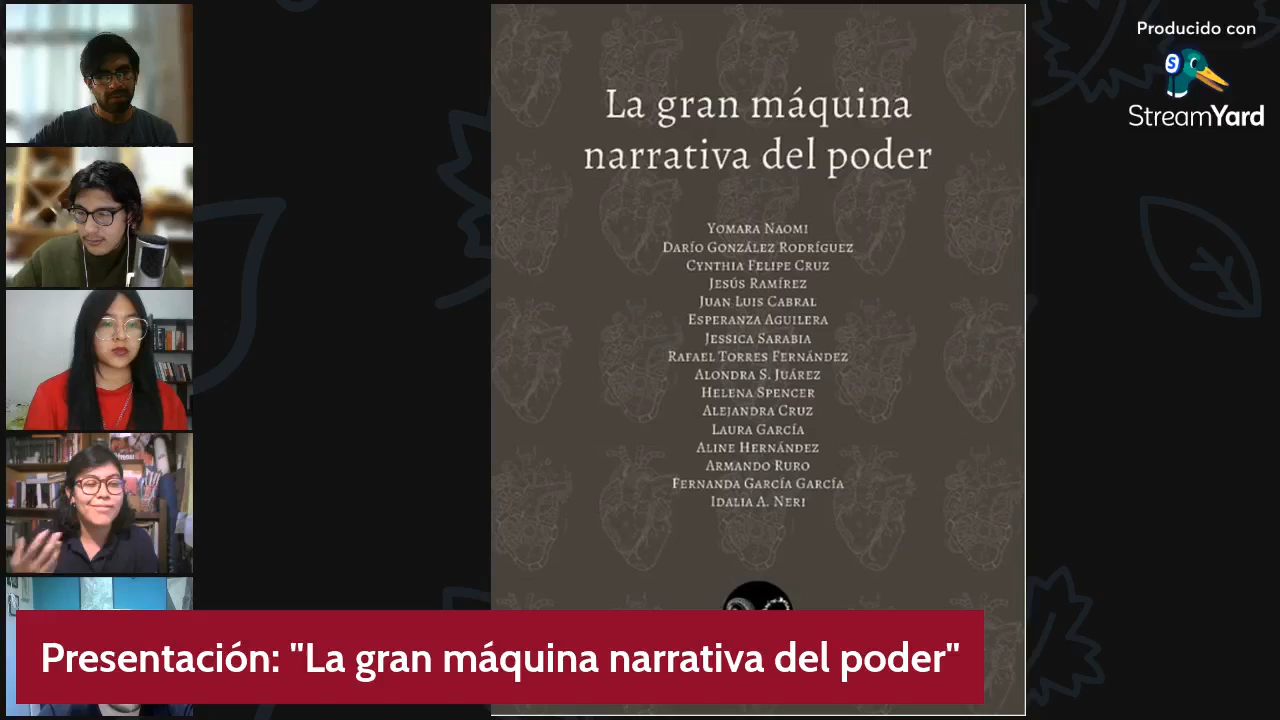 Producido con
StreamYard
La gran máquina
narrativa del poder
Yomara Naomi
Darío González Rodríguez
Cynthia Felipe Cruz
Jesús Ramírez
Juan Luis Cabral
Esperanza Aguilera
Jessica Sarabia
Rafael Torres Fernández
Alondra S. Juárez
Helena Spencer
Alejandra Cruz
Laura García
Aline Hernández
Armando Ruro
Fernanda García García
Idalia A. Neri
Presentación: "La gran máquina narrativa del poder"